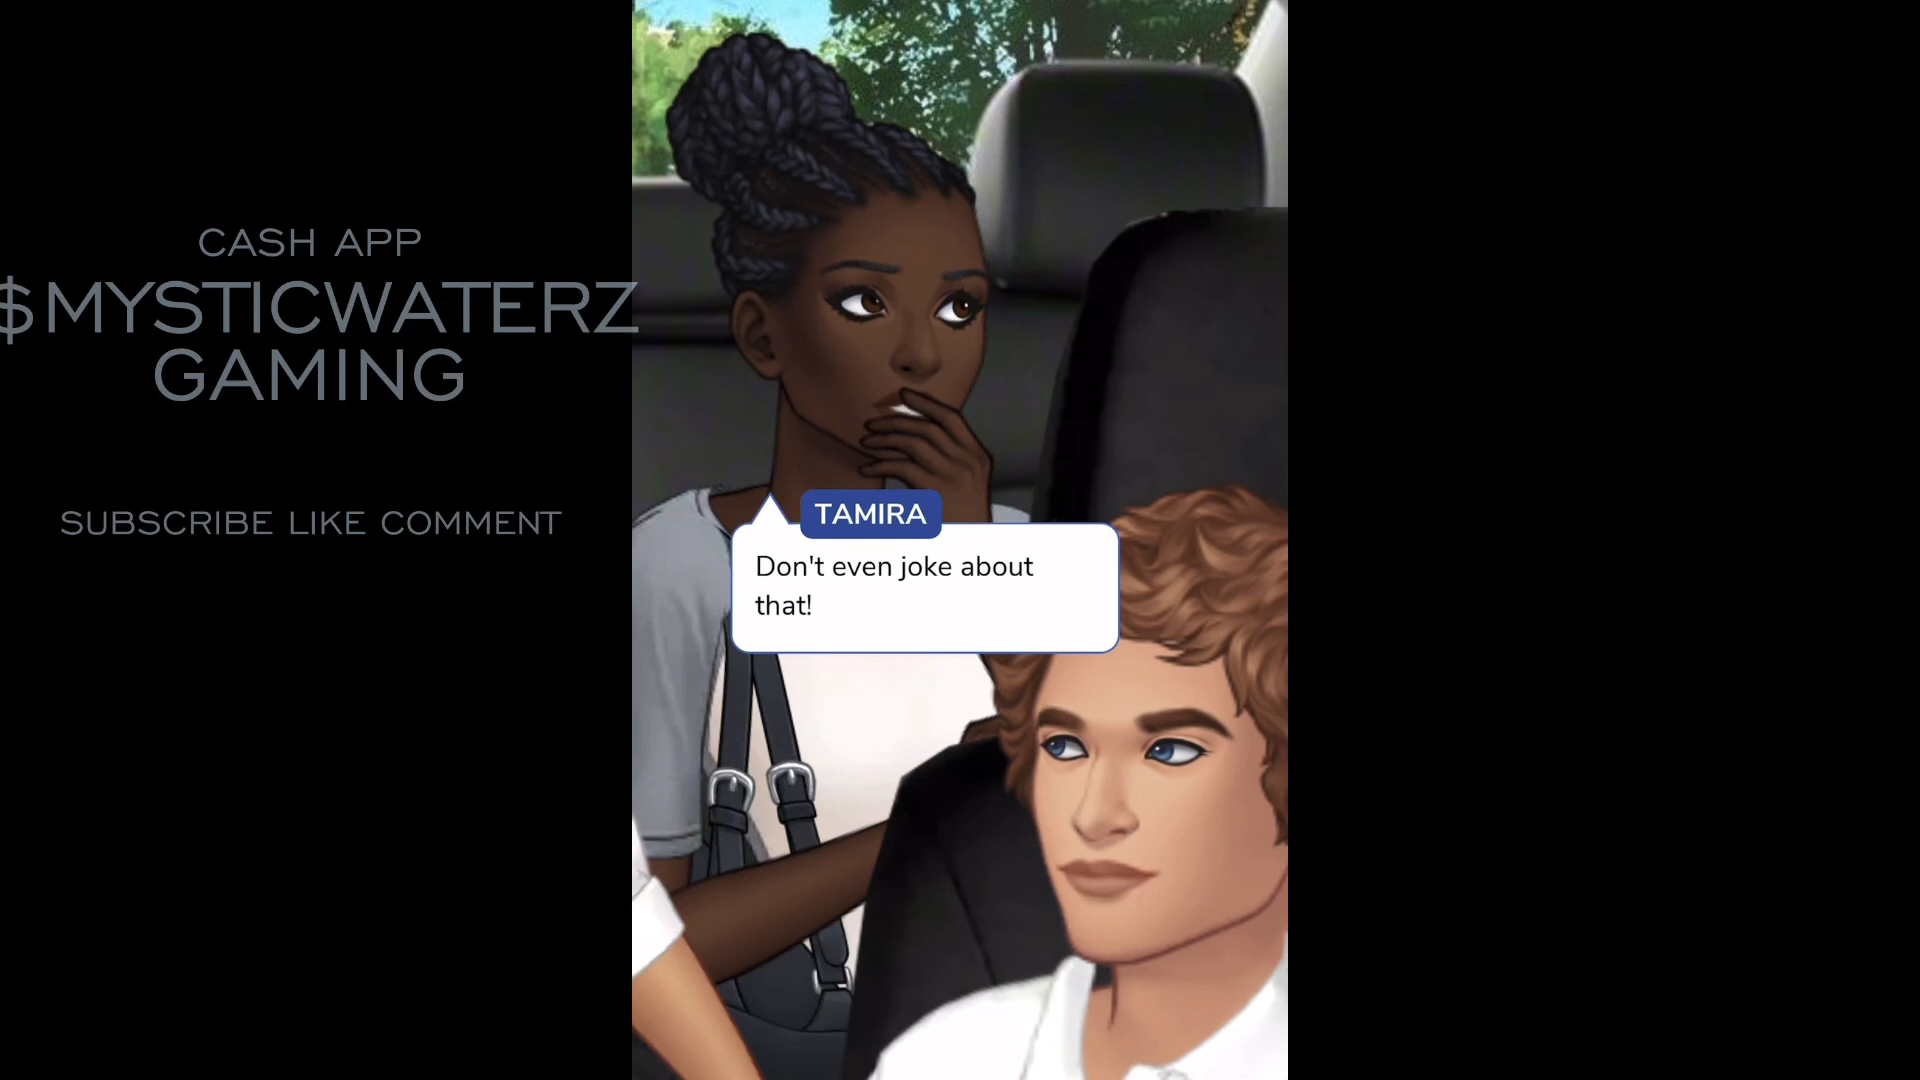 CASH APP
$MYSTICWATERZ
GAMING
SUBSCRIBE LIKE COMMENT
TAMIRA
Don't even joke about
that!